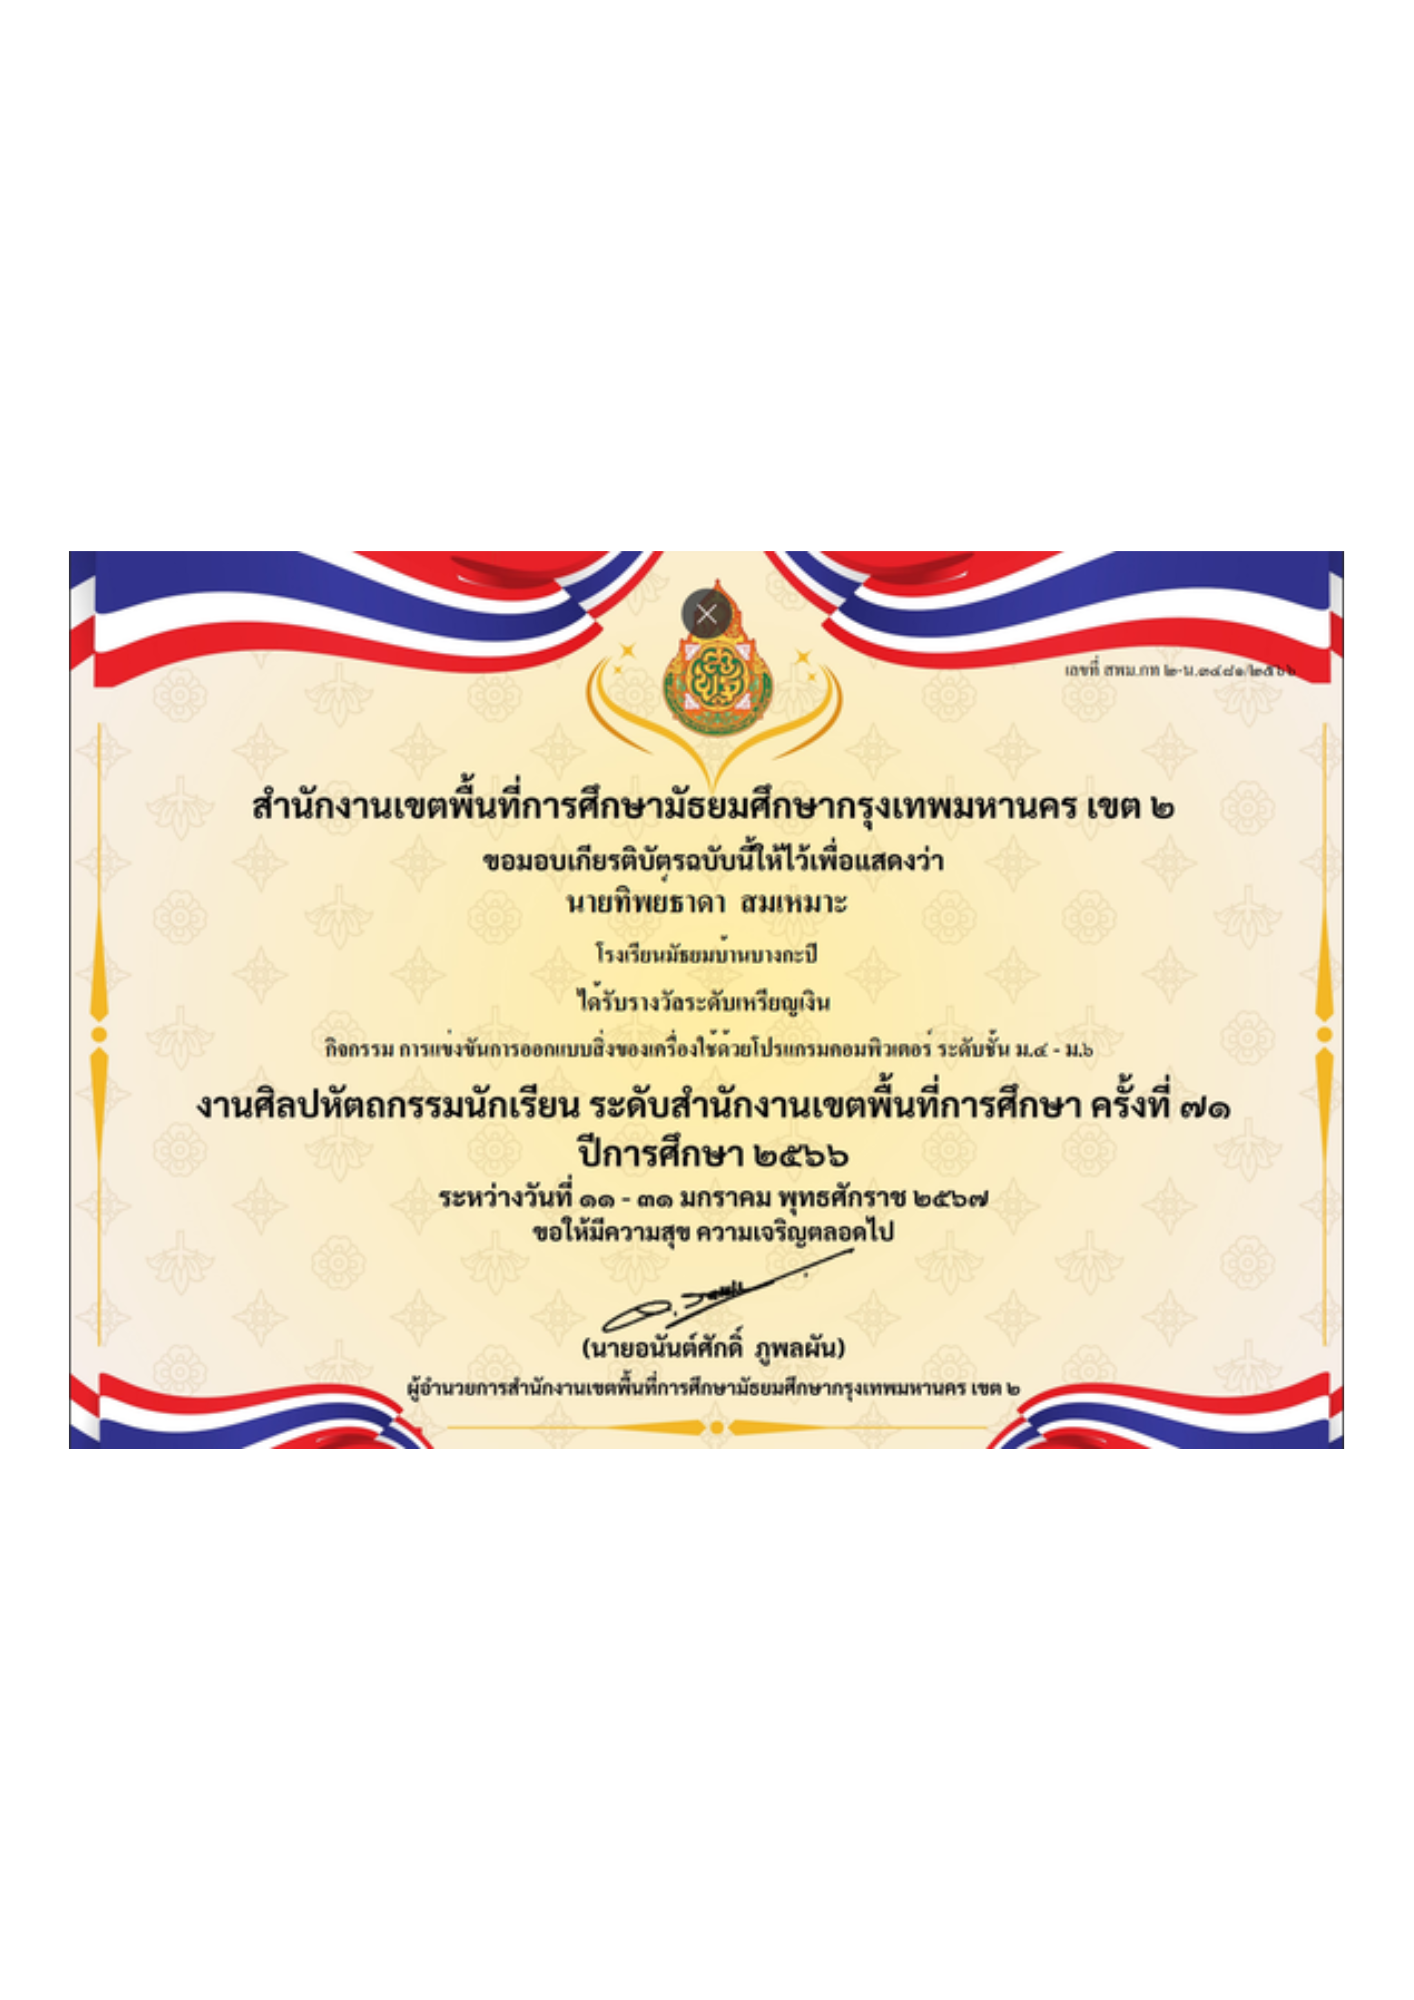 เลขที่ สพม.กท ๒-น.๓๔๘๑/๒๕๖๖
สำนักงานเขตพื้นที่การศึกษามัธยมศึกษากรุงเทพมหานคร เขต ๒
ขอมอบเกียรติบัตรฉบับนี้ให้ไว้เพื่อแสดงว่า
นายทิพย์ธาดา สมเหมาะ
โรงเรียนมัธยมบ้านบางกะปิ
ได้รับรางวัลระดับเหรียญเงิน
กิจกรรม การแข่งขันการออกแบบสิ่งของเครื่องใช้ด้วยโปรแกรมคอมพิวเตอร์ ระดับชั้น ม.๔ - ม.๖
งานศิลปหัตถกรรมนักเรียน ระดับสำนักงานเขตพื้นที่การศึกษา ครั้งที่ ๗๑
ปีการศึกษา ๒๕๖๖
ระหว่างวันที่ ๑๑ - ๓๑ มกราคม พุทธศักราช ๒๕๖๗
ขอให้มีความสุข ความเจริญตลอดไป
(นายอนันต์ศักดิ์ ภูพลผัน)
ผู้อำนวยการสำนักงานเขตพื้นที่การศึกษามัธยมศึกษากรุงเทพมหานคร เขต ๒